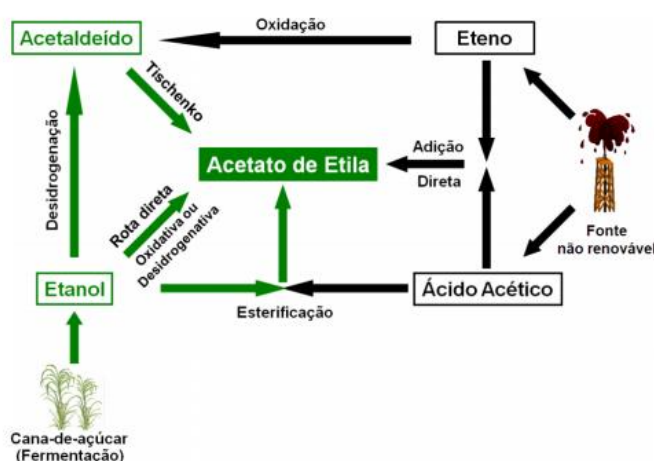 Acetaldeído
Oxidação
Eteno
Tischenko
Desidrogenação
Acetato de Etila
Adição
Direta
Rota direta
Oxidativa ou
Desidrogenativa
Fonte
não renovável
Etanol
Esterificação
Ácido Acético
Cana-de-açúcar
(Fermentação)